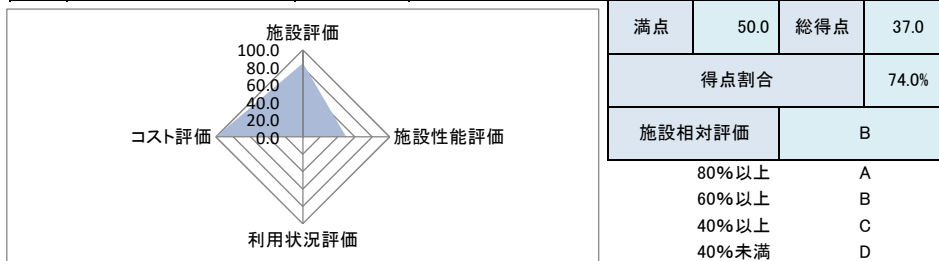 施設評価
100.0
80.0
60.0
40.0
20.0
0.0
コスト評価
施設性能評価
利用状況評価
満点 50.0 総得点 37.0
得点割合 74.0%
施設相対評価 B
80%以上 A
60%以上 B
40%以上 C
40%未満 D